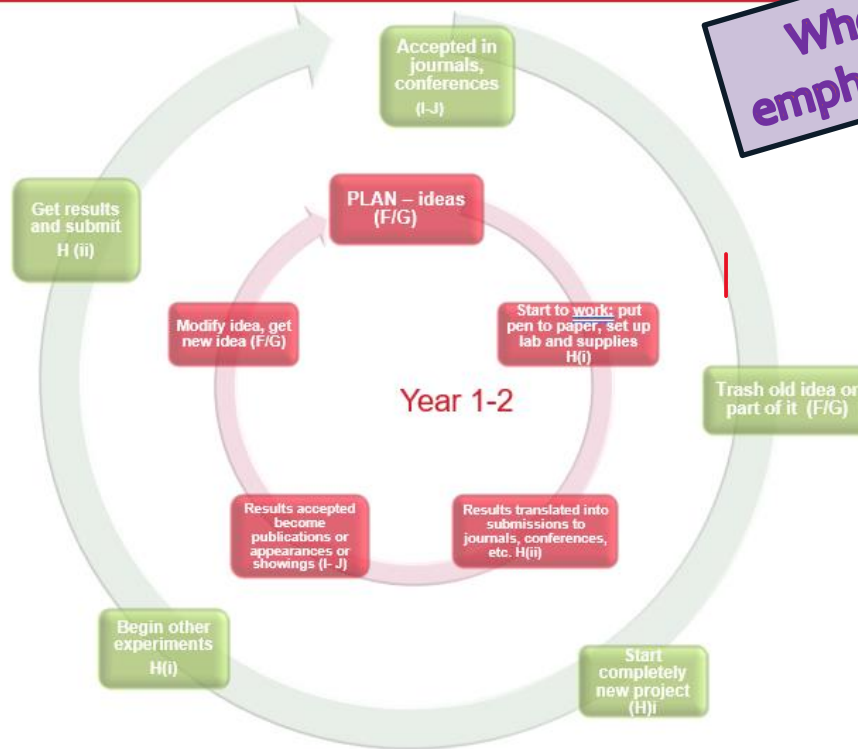 Accepted in
journals,
conferences
(I-J)
Get results
and submit
H (ii)
PLAN – ideas
(F/G)
Modify idea, get
new idea (F/G)
Start to work; put
pen to paper, set up
lab and supplies
H(i)
Trash old idea or
part of it (F/G)
Year 1-2
Results accepted
become
publications or
appearances or
showings (I- J)
Results translated into
submissions to
journals, conferences,
etc. H(ii)
Begin other
experiments
H(i)
Start
completely
new project
(H)i